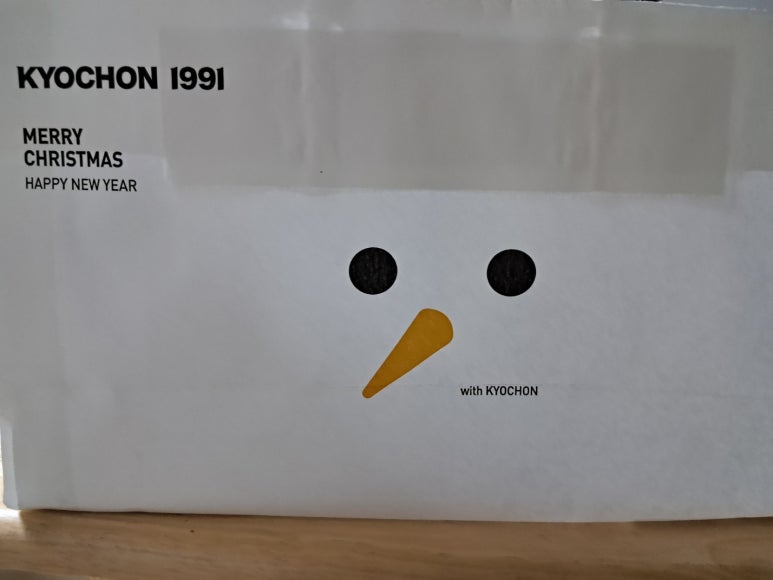 KYOCHON 1991
MERRY
CHRISTMAS
HAPPY NEW YEAR
with KYOCHON